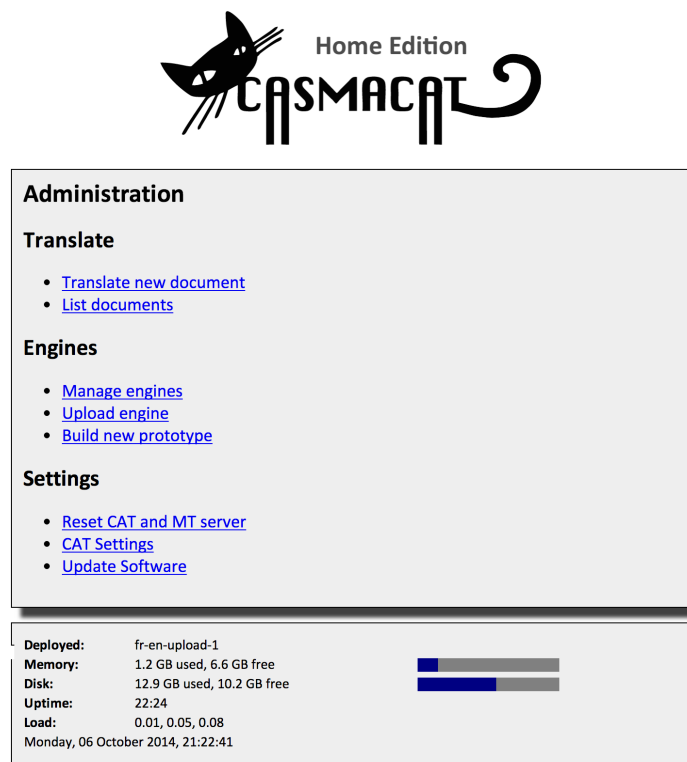 Home Edition
CASMACAT
Administration
Translate
• Translate new document
• List documents
Engines
• Manage engines
• Upload engine
• Build new prototype
Settings
• Reset CAT and MT server
• CAT Settings
• Update Software
Deployed: fr-en-upload-1
Memory: 1.2 GB used, 6.6 GB free
Disk: 12.9 GB used, 10.2 GB free
Uptime: 22:24
Load: 0.01, 0.05, 0.08
Monday, 06 October 2014, 21:22:41